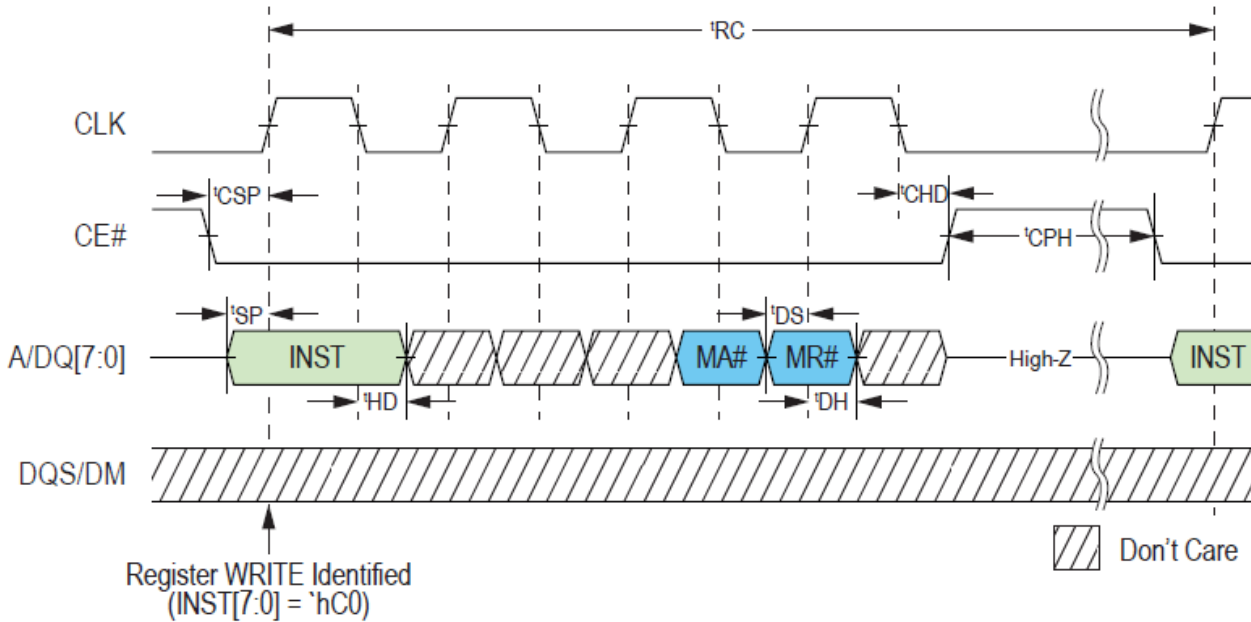 tRC
CLK
tCSP
tCHD
CE#
tCPH
tSP
tDS
A/DQ[7:0]
INST
MA#
MR#
High-Z
INST
tHD
tDH
DQS/DM
Don't Care
Register WRITE Identified
(INST[7:0] = `hC0)